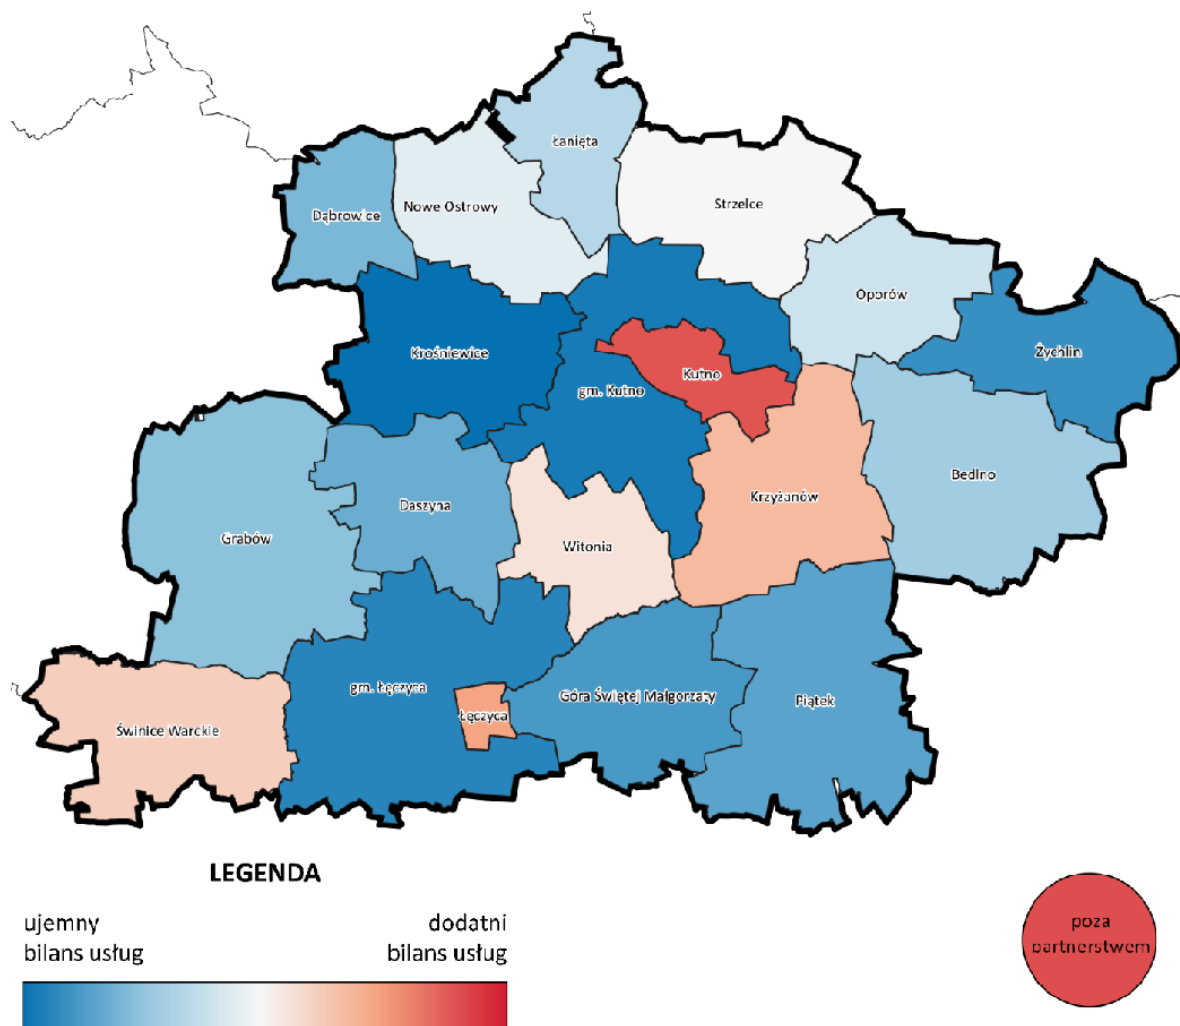 Łanięta
Dąbrowice
Nowe Ostrowy
Strzelce
Oporów
Krośniewice
Kutno
Żychlin
gm. Kutno
Bedlno
Daszyna
Krzyżanów
Grabów
Witonia
gm. Łęczyca
Łęczyca
Góra Świętej Małgorzaty
Piątek
Świnice Warckie
LEGENDA
ujemny
bilans usług
dodatni
bilans usług
poza
partnerstwem